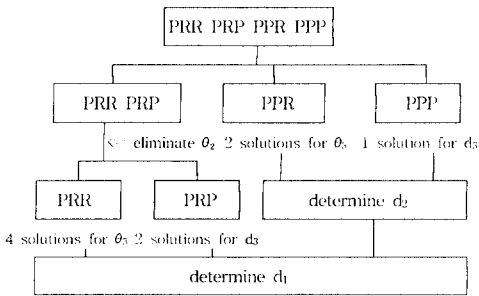 PRR PRP PPR PPP
PRR PRP
PPR
PPP
eliminate θ₂
2 solutions for θ₃
1 solution for d₃
PRR
PRP
determine d₂
4 solutions for θ₃
2 solutions for d₃
determine d₁